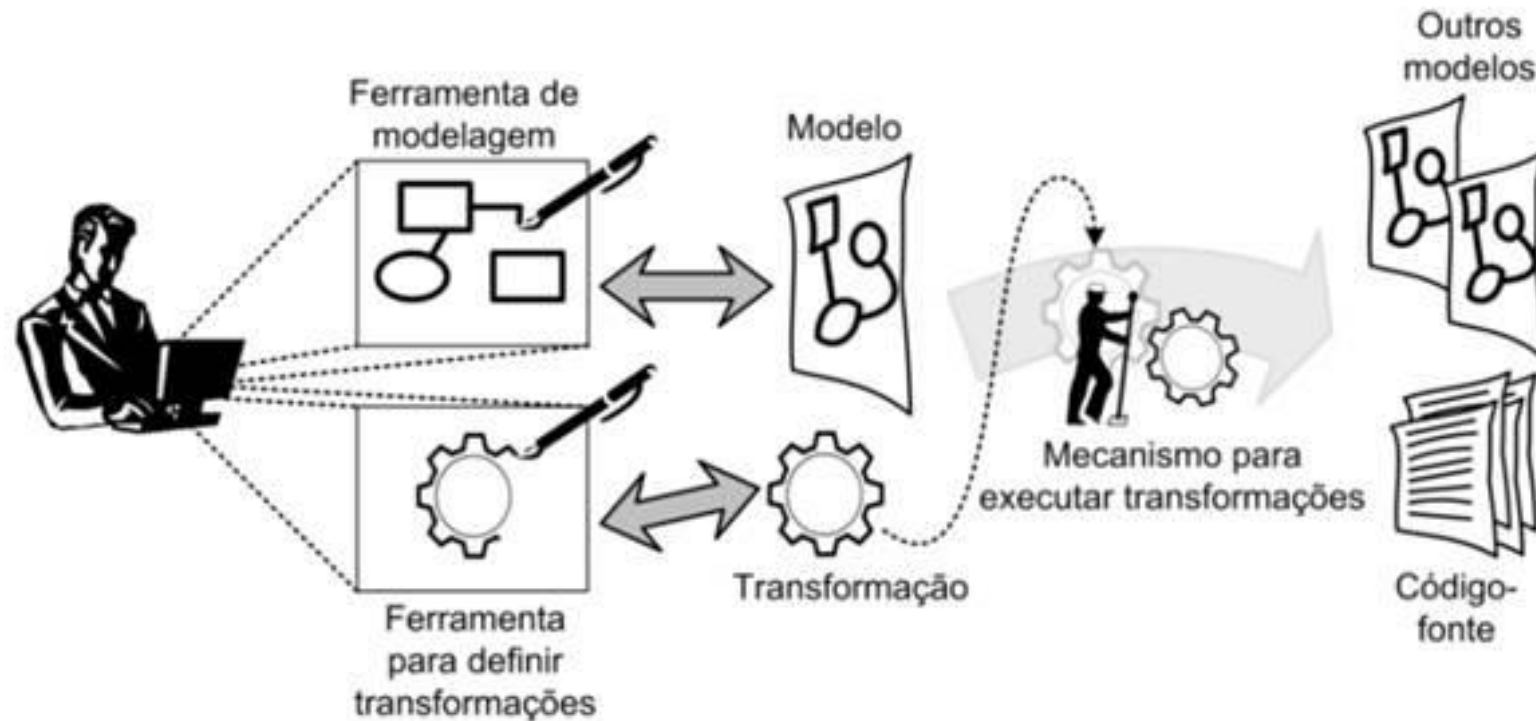 Ferramenta de
modelagem
Modelo
Outros
modelos
Ferramenta
para definir
transformações
Transformação
Mecanismo para
executar transformações
Código-
fonte